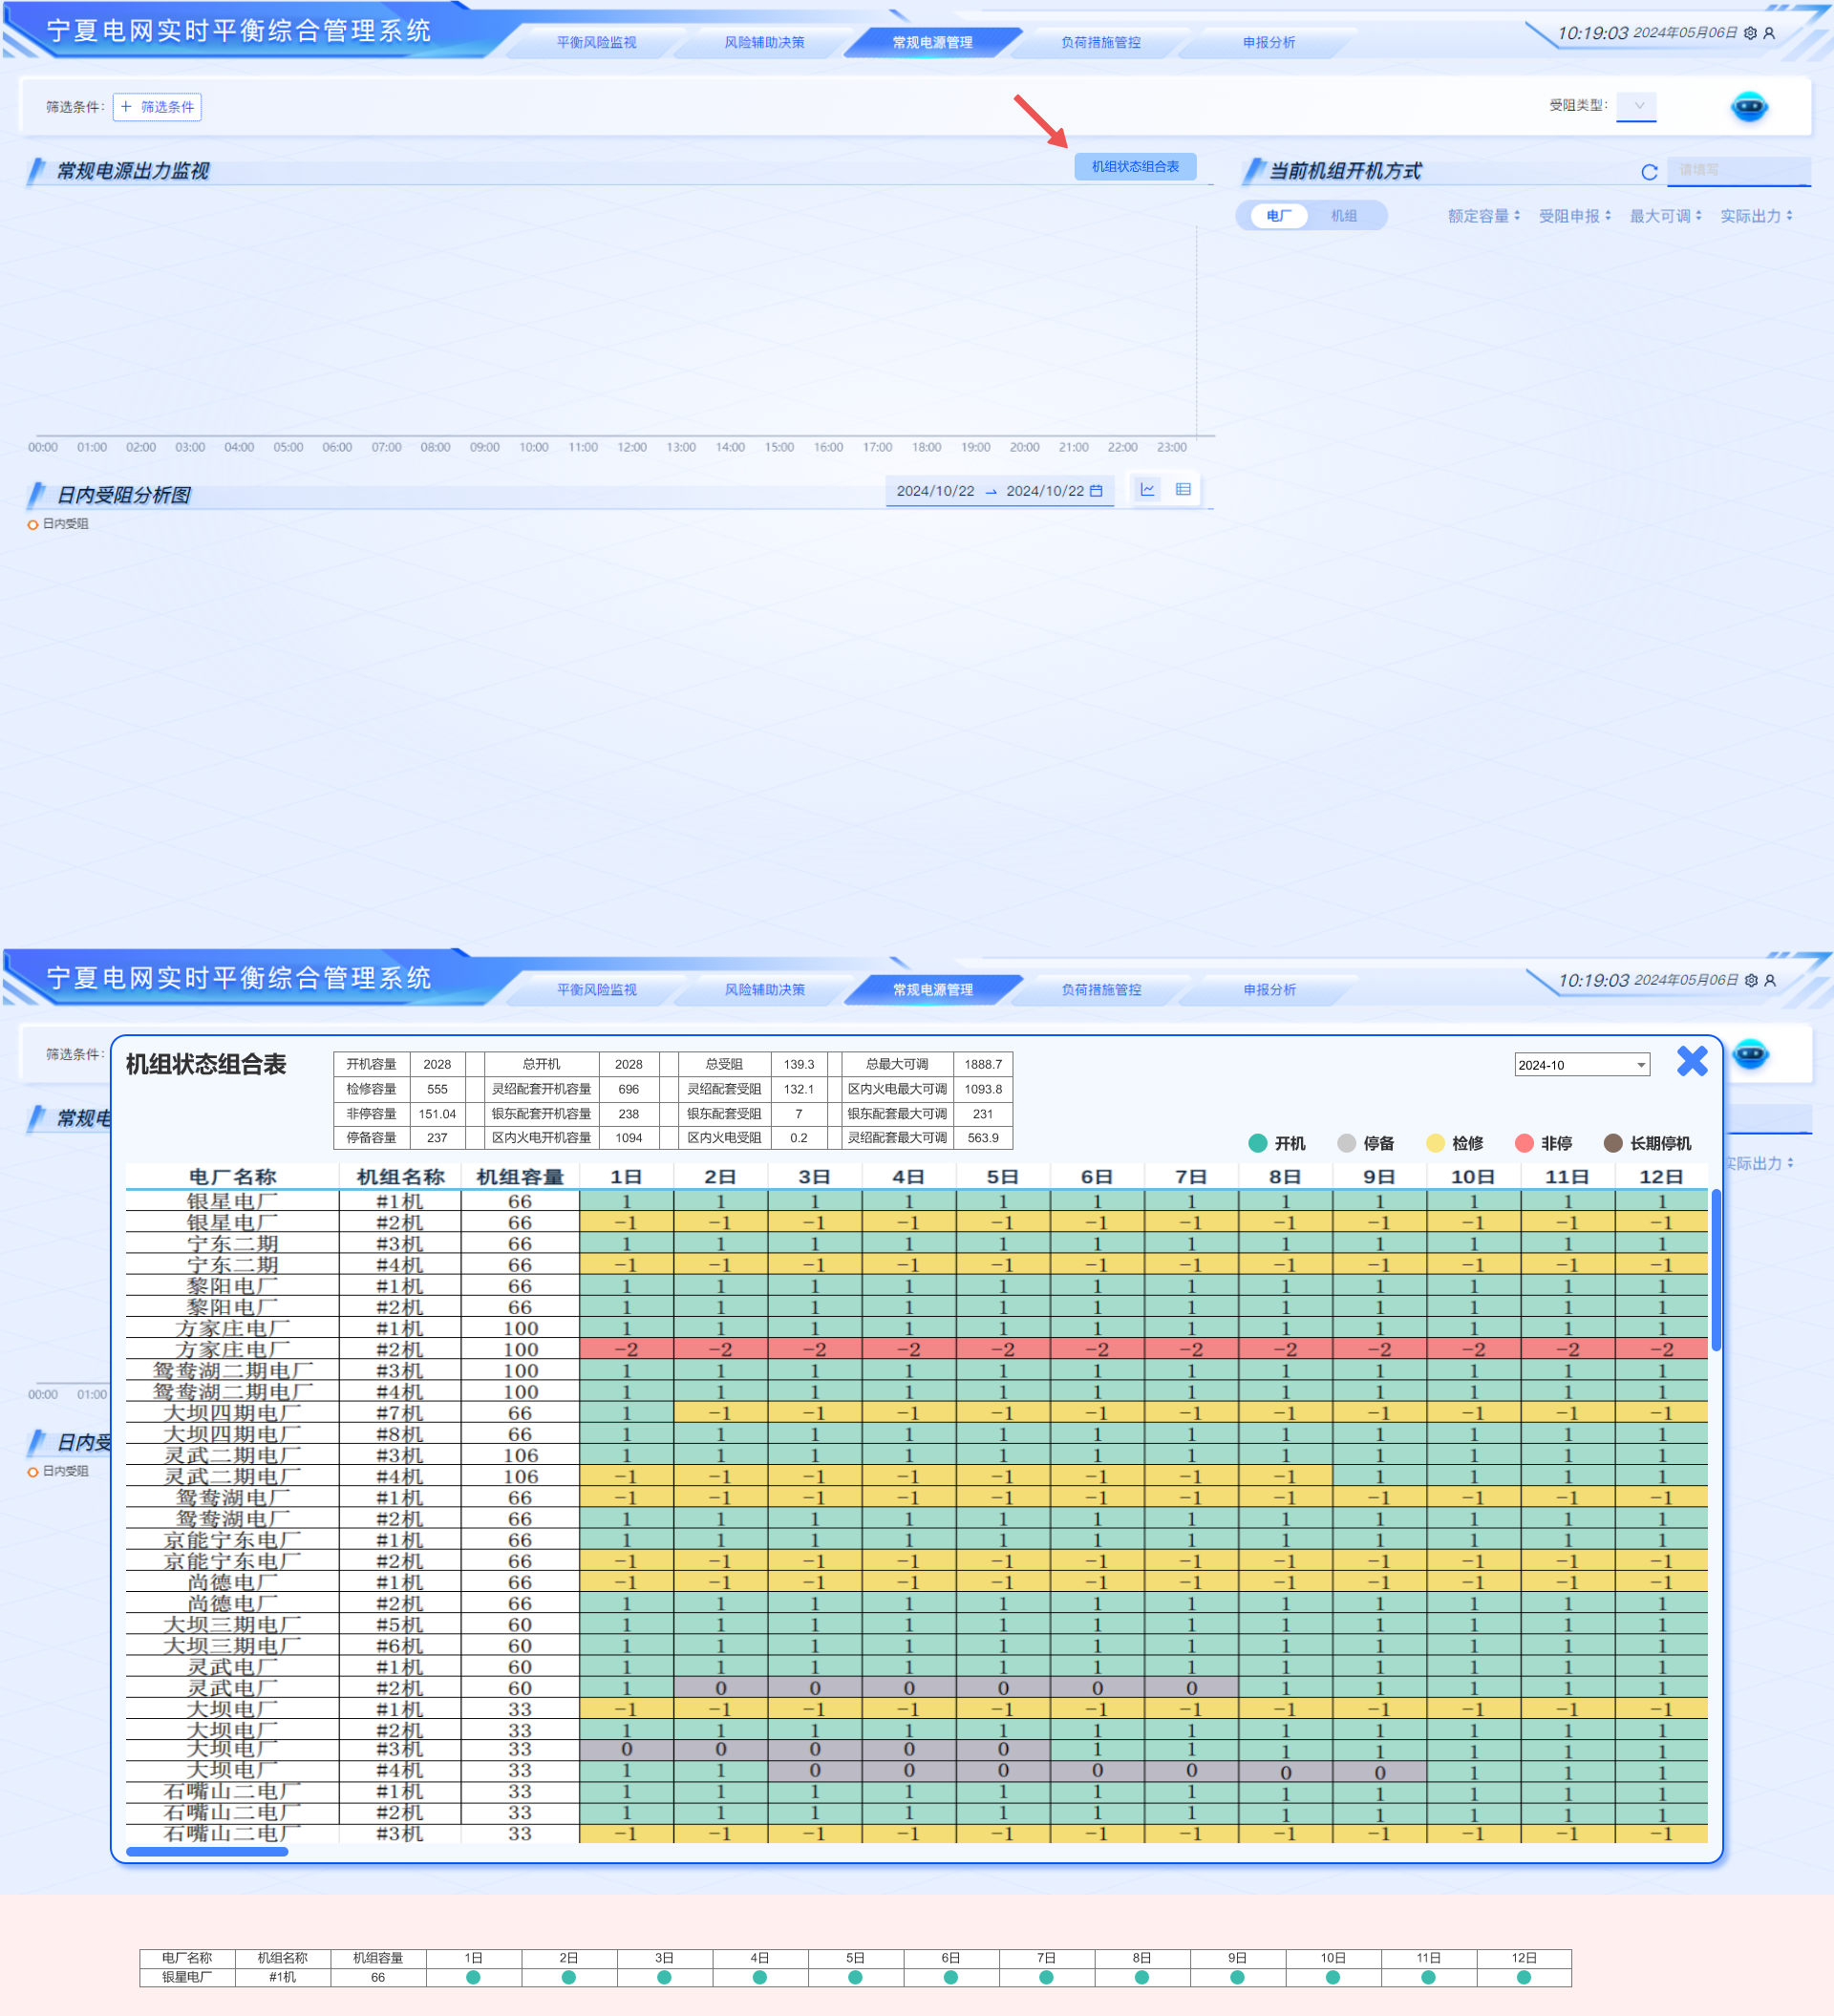 宁夏电网实时平衡综合管理系统
平衡风险监视 风险辅助决策 常规电源管理 负荷措施管控 申报分析
10:19:03 2024年05月06日
筛选条件: + 筛选条件 受阻类型:
常规电源出力监视 机组状态组合表 当前机组开机方式 请填写
电厂 机组 额定容量 受阻申报 最大可调 实际出力
00:00 01:00 02:00 03:00 04:00 05:00 06:00 07:00 08:00 09:00 10:00 11:00 12:00 13:00 14:00 15:00 16:00 17:00 18:00 19:00 20:00 21:00 22:00 23:00
日内受阻分析图 2024/10/22 → 2024/10/22
日内受阻
宁夏电网实时平衡综合管理系统
平衡风险监视 风险辅助决策 常规电源管理 负荷措施管控 申报分析
10:19:03 2024年05月06日
筛选条件:
常规电
实际出力
00:00 01:00
日内受
日内受阻
机组状态组合表 2024-10
开机容量 2028 总开机 2028 总受阻 139.3 总最大可调 1888.7
检修容量 555 灵绍配套开机容量 696 灵绍配套受阻 132.1 区内火电最大可调 1093.8
非停容量 151.04 银东配套开机容量 238 银东配套受阻 7 银东配套最大可调 231
停备容量 237 区内火电开机容量 1094 区内火电受阻 0.2 灵绍配套最大可调 563.9
开机 停备 检修 非停 长期停机
电厂名称 机组名称 机组容量 1日 2日 3日 4日 5日 6日 7日 8日 9日 10日 11日 12日
银星电厂 #1机 66 1 1 1 1 1 1 1 1 1 1 1 1
银星电厂 #2机 66 -1 -1 -1 -1 -1 -1 -1 -1 -1 -1 -1 -1
宁东二期 #3机 66 1 1 1 1 1 1 1 1 1 1 1 1
宁东二期 #4机 66 -1 -1 -1 -1 -1 -1 -1 -1 -1 -1 -1 -1
黎阳电厂 #1机 66 1 1 1 1 1 1 1 1 1 1 1 1
黎阳电厂 #2机 66 1 1 1 1 1 1 1 1 1 1 1 1
方家庄电厂 #1机 100 1 1 1 1 1 1 1 1 1 1 1 1
方家庄电厂 #2机 100 -2 -2 -2 -2 -2 -2 -2 -2 -2 -2 -2 -2
鸳鸯湖二期电厂 #3机 100 1 1 1 1 1 1 1 1 1 1 1 1
鸳鸯湖二期电厂 #4机 100 1 1 1 1 1 1 1 1 1 1 1 1
大坝四期电厂 #7机 66 1 -1 -1 -1 -1 -1 -1 -1 -1 -1 -1 -1
大坝四期电厂 #8机 66 1 1 1 1 1 1 1 1 1 1 1 1
灵武二期电厂 #3机 106 1 1 1 1 1 1 1 1 1 1 1 1
灵武二期电厂 #4机 106 -1 -1 -1 -1 -1 -1 -1 -1 1 1 1 1
鸳鸯湖电厂 #1机 66 -1 -1 -1 -1 -1 -1 -1 -1 -1 -1 -1 -1
鸳鸯湖电厂 #2机 66 1 1 1 1 1 1 1 1 1 1 1 1
京能宁东电厂 #1机 66 1 1 1 1 1 1 1 1 1 1 1 1
京能宁东电厂 #2机 66 -1 -1 -1 -1 -1 -1 -1 -1 -1 -1 -1 -1
尚德电厂 #1机 66 -1 -1 -1 -1 -1 -1 -1 -1 -1 -1 -1 -1
尚德电厂 #2机 66 1 1 1 1 1 1 1 1 1 1 1 1
大坝三期电厂 #5机 60 1 1 1 1 1 1 1 1 1 1 1 1
大坝三期电厂 #6机 60 1 1 1 1 1 1 1 1 1 1 1 1
灵武电厂 #1机 60 1 1 1 1 1 1 1 1 1 1 1 1
灵武电厂 #2机 60 1 0 0 0 0 0 0 1 1 1 1 1
大坝电厂 #1机 33 -1 -1 -1 -1 -1 -1 -1 -1 -1 -1 -1 -1
大坝电厂 #2机 33 1 1 1 1 1 1 1 1 1 1 1 1
大坝电厂 #3机 33 0 0 0 0 0 1 1 1 1 1 1 1
大坝电厂 #4机 33 1 1 0 0 0 0 0 0 0 1 1 1
石嘴山二电厂 #1机 33 1 1 1 1 1 1 1 1 1 1 1 1
石嘴山二电厂 #2机 33 1 1 1 1 1 1 1 1 1 1 1 1
石嘴山二电厂 #3机 33 -1 -1 -1 -1 -1 -1 -1 -1 -1 -1 -1 -1
电厂名称 机组名称 机组容量 1日 2日 3日 4日 5日 6日 7日 8日 9日 10日 11日 12日
银星电厂 #1机 66